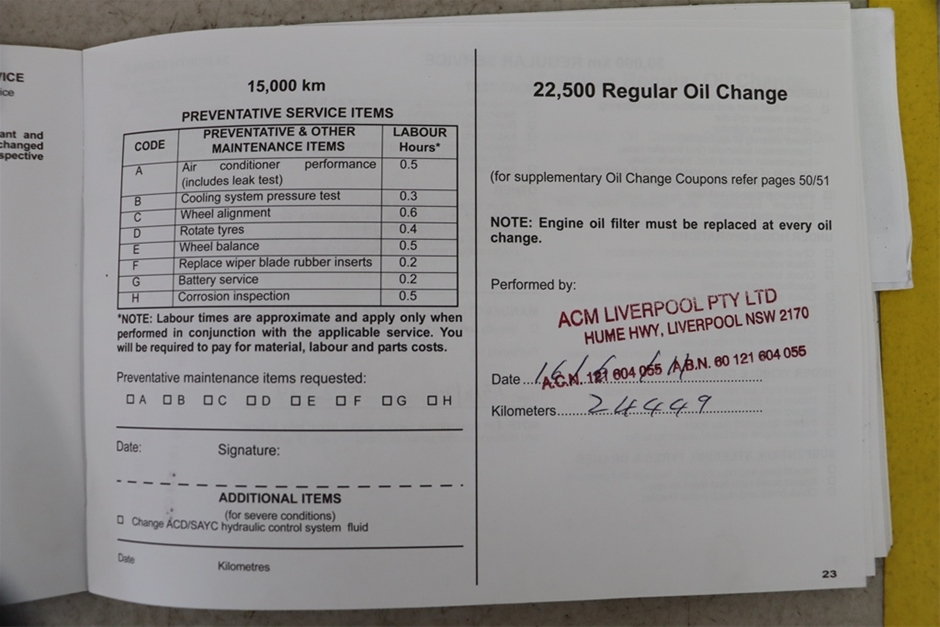 ICE
ice
ant and
changed
spective
15,000 km
PREVENTATIVE SERVICE ITEMS
CODE PREVENTATIVE & OTHER MAINTENANCE ITEMS LABOUR Hours*
A Air conditioner performance (includes leak test) 0.5
B Cooling system pressure test 0.3
C Wheel alignment 0.6
D Rotate tyres 0.4
E Wheel balance 0.5
F Replace wiper blade rubber inserts 0.2
G Battery service 0.2
H Corrosion inspection 0.5
*NOTE: Labour times are approximate and apply only when
performed in conjunction with the applicable service. You
will be required to pay for material, labour and parts costs.
Preventative maintenance items requested:
A B C D E F G H
Date: Signature:
ADDITIONAL ITEMS
(for severe conditions)
Change ACD/SAYC hydraulic control system fluid
Date Kilometres
22,500 Regular Oil Change
(for supplementary Oil Change Coupons refer pages 50/51
NOTE: Engine oil filter must be replaced at every oil
change.
Performed by:
ACM LIVERPOOL PTY LTD
HUME HWY, LIVERPOOL NSW 2170
A.C.N. 121 604 055 A.B.N. 60 121 604 055
Date
Kilometers 24449
23